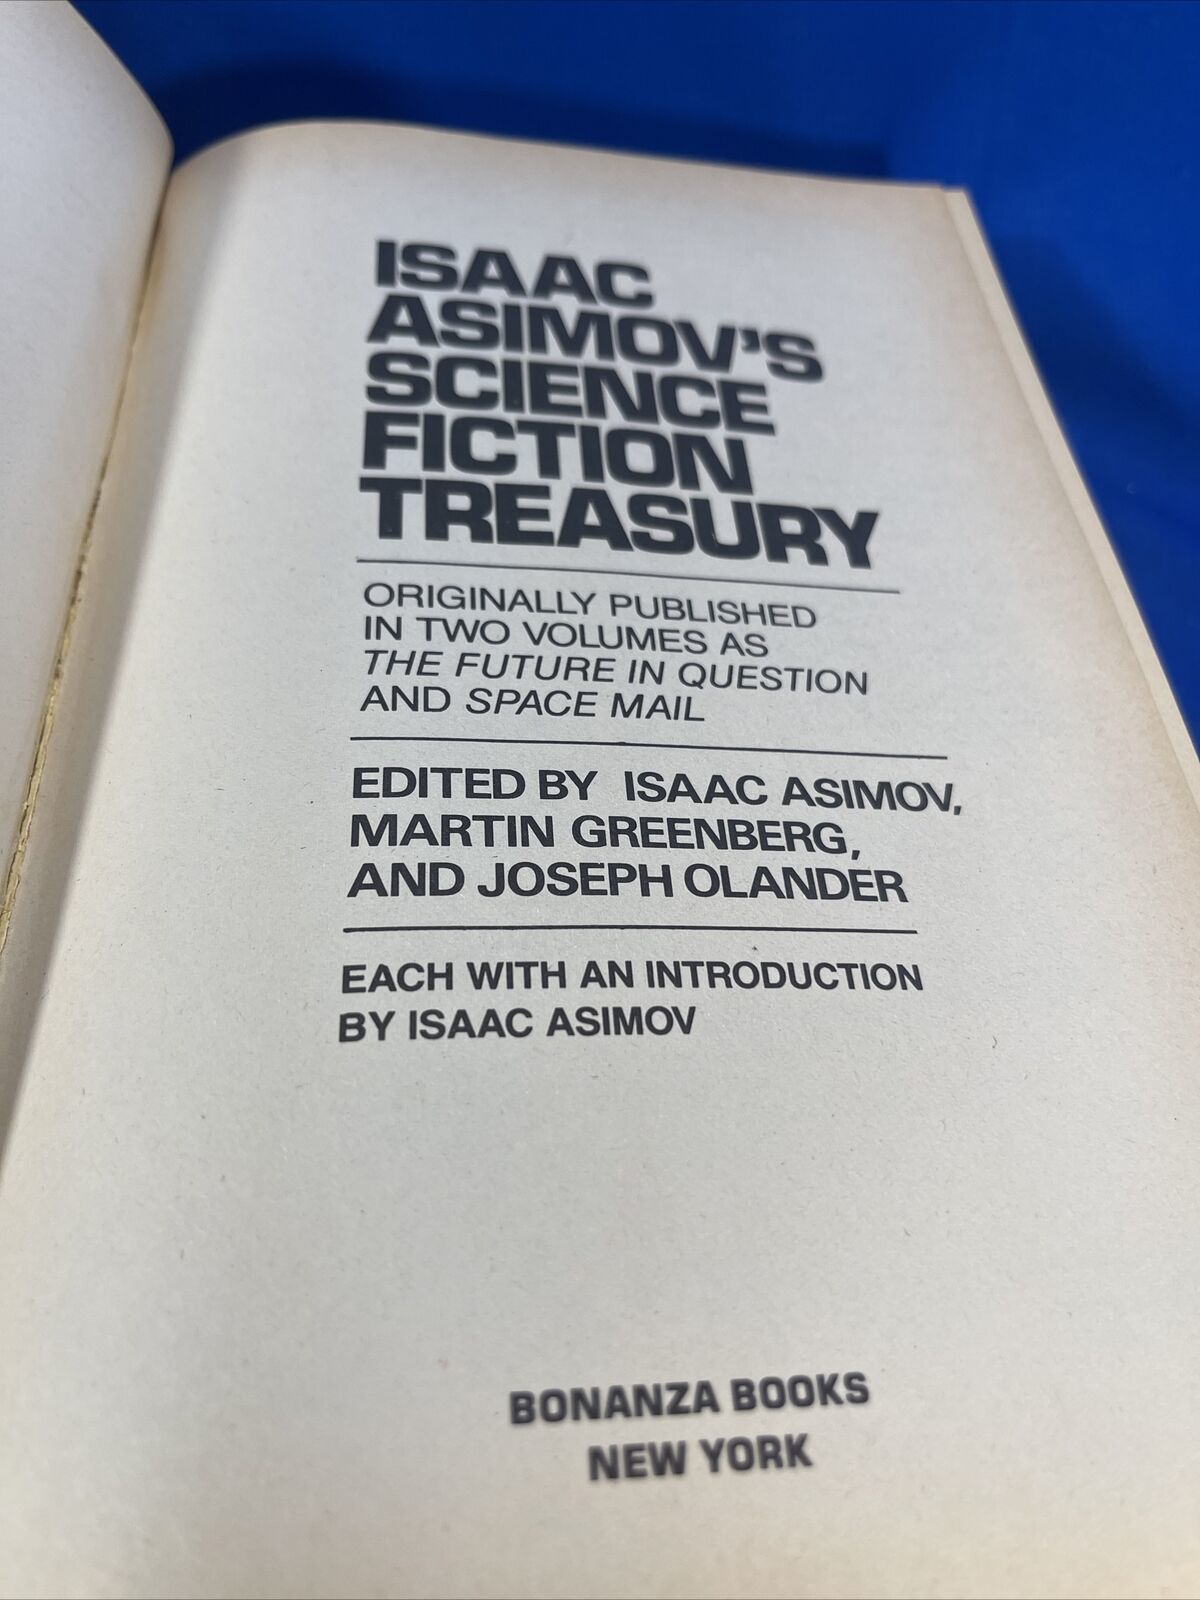 ISAAC
ASIMOV'S
SCIENCE
FICTION
TREASURY
ORIGINALLY PUBLISHED
IN TWO VOLUMES AS
THE FUTURE IN QUESTION
AND SPACE MAIL
EDITED BY ISAAC ASIMOV,
MARTIN GREENBERG,
AND JOSEPH OLANDER
EACH WITH AN INTRODUCTION
BY ISAAC ASIMOV
BONANZA BOOKS
NEW YORK